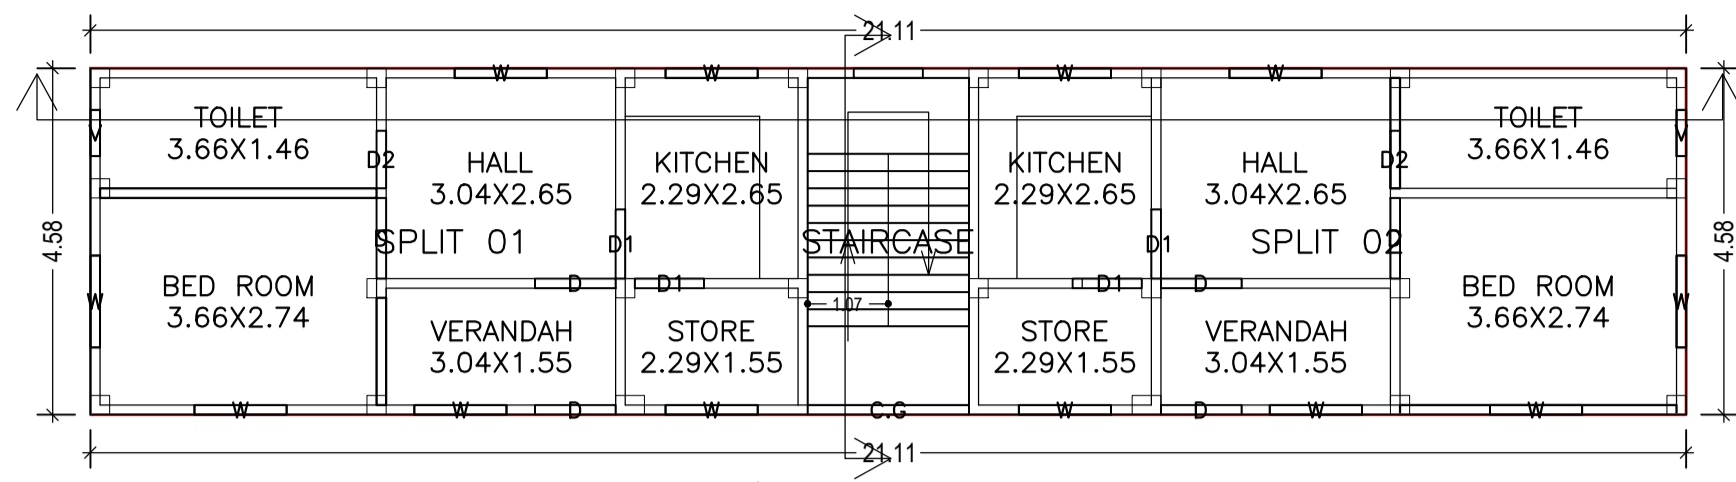 21.11
W
W
W
W
TOILET
3.66X1.46
V
D2
HALL
3.04X2.65
KITCHEN
2.29X2.65
KITCHEN
2.29X2.65
HALL
3.04X2.65
D2
TOILET
3.66X1.46
V
4.58
D
SPLIT 01
D1
STAIRCASE
D1
SPLIT 02
4.58
W
BED ROOM
3.66X2.74
D
D1
1.07
D1
D
BED ROOM
3.66X2.74
W
VERANDAH
3.04X1.55
STORE
2.29X1.55
STORE
2.29X1.55
VERANDAH
3.04X1.55
W
W
D
W
C.G
W
D
W
W
21.11